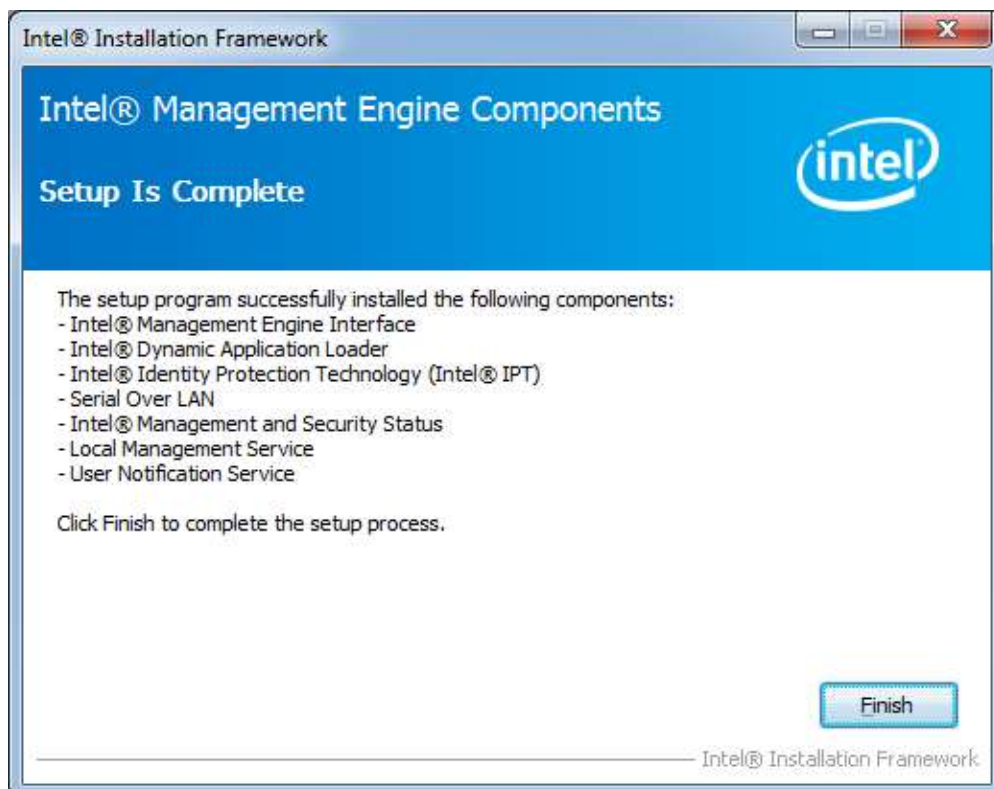 Intel® Installation Framework
Intel® Management Engine Components
intel
Setup Is Complete
The setup program successfully installed the following components:
- Intel® Management Engine Interface
- Intel® Dynamic Application Loader
- Intel® Identity Protection Technology (Intel® IPT)
- Serial Over LAN
- Intel® Management and Security Status
- Local Management Service
- User Notification Service
Click Finish to complete the setup process.
Finish
Intel® Installation Framework